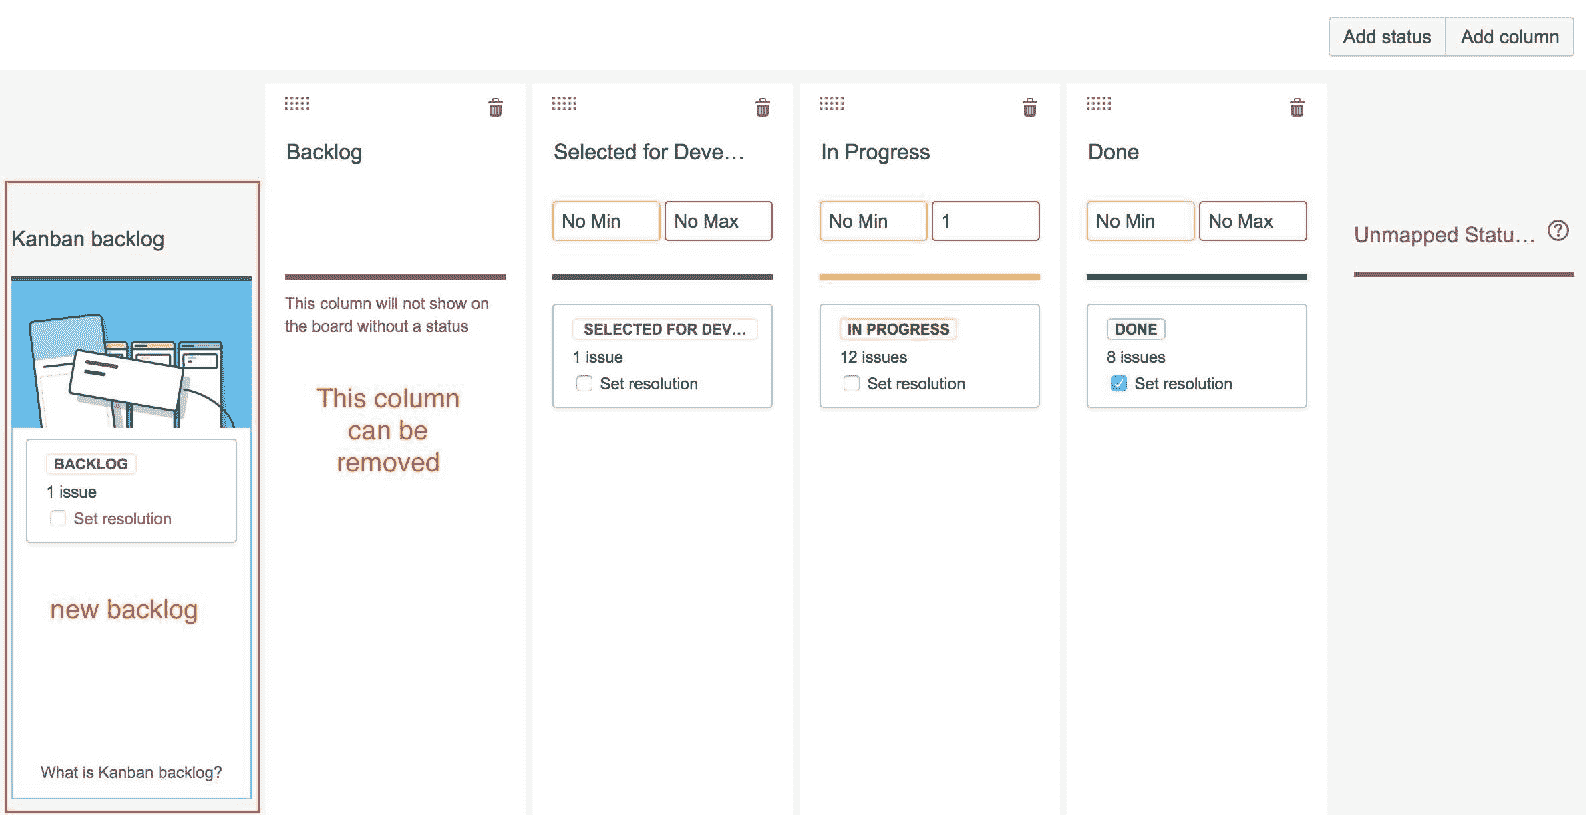 Add status
Add column
Backlog
Selected for Deve...
In Progress
Done
No Min
No Max
No Min
1
No Min
No Max
Kanban backlog
Unmapped Statu...
?
This column will not show on
the board without a status
SELECTED FOR DEV...
1 issue
Set resolution
IN PROGRESS
12 issues
Set resolution
DONE
8 issues
Set resolution
This column
can be
removed
BACKLOG
1 issue
Set resolution
new backlog
What is Kanban backlog?